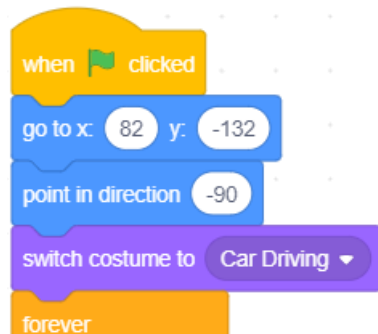 when clicked
go to x: 82 y: -132
point in direction -90
switch costume to Car Driving
forever